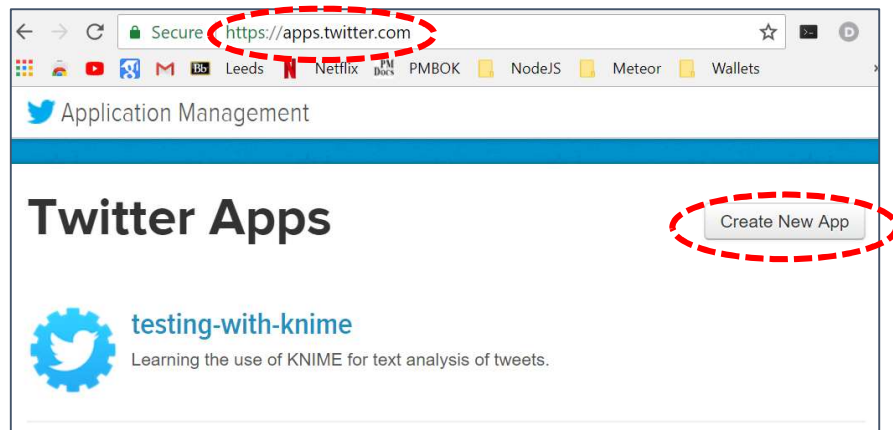 Secure https://apps.twitter.com D
Bb Leeds N Netflix PM Docs PMBOK NodeJS Meteor Wallets
Application Management
Twitter Apps
Create New App
testing-with-knime
Learning the use of KNIME for text analysis of tweets.